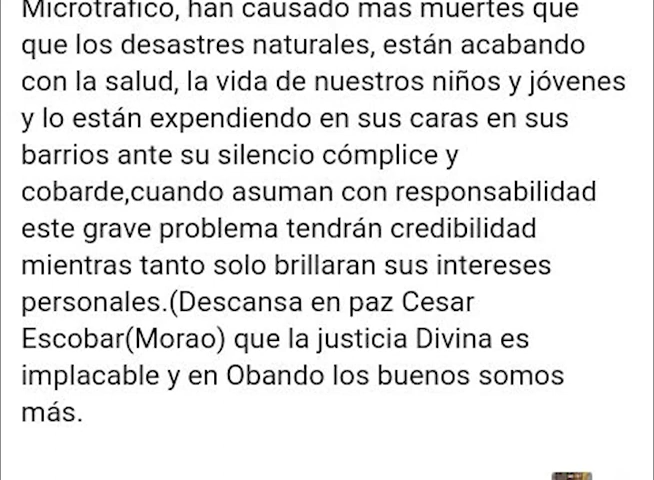 Microtráfico, han causado más muertes que
que los desastres naturales, están acabando
con la salud, la vida de nuestros niños y jóvenes
y lo están expendiendo en sus caras en sus
barrios ante su silencio cómplice y
cobarde,cuando asuman con responsabilidad
este grave problema tendrán credibilidad
mientras tanto solo brillaran sus intereses
personales.(Descansa en paz Cesar
Escobar(Morao) que la justicia Divina es
implacable y en Obando los buenos somos
más.